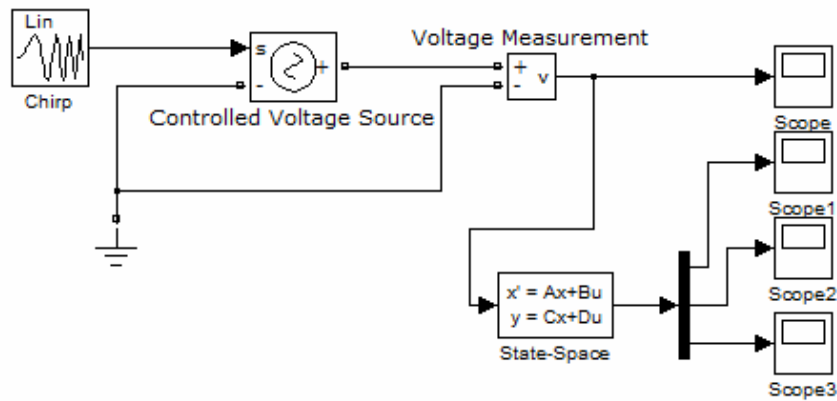 Lin
Chirp
s
+
-
Controlled Voltage Source
Voltage Measurement
+
-
v
Scope
Scope1
Scope2
Scope3
x' = Ax+Bu
y = Cx+Du
State-Space